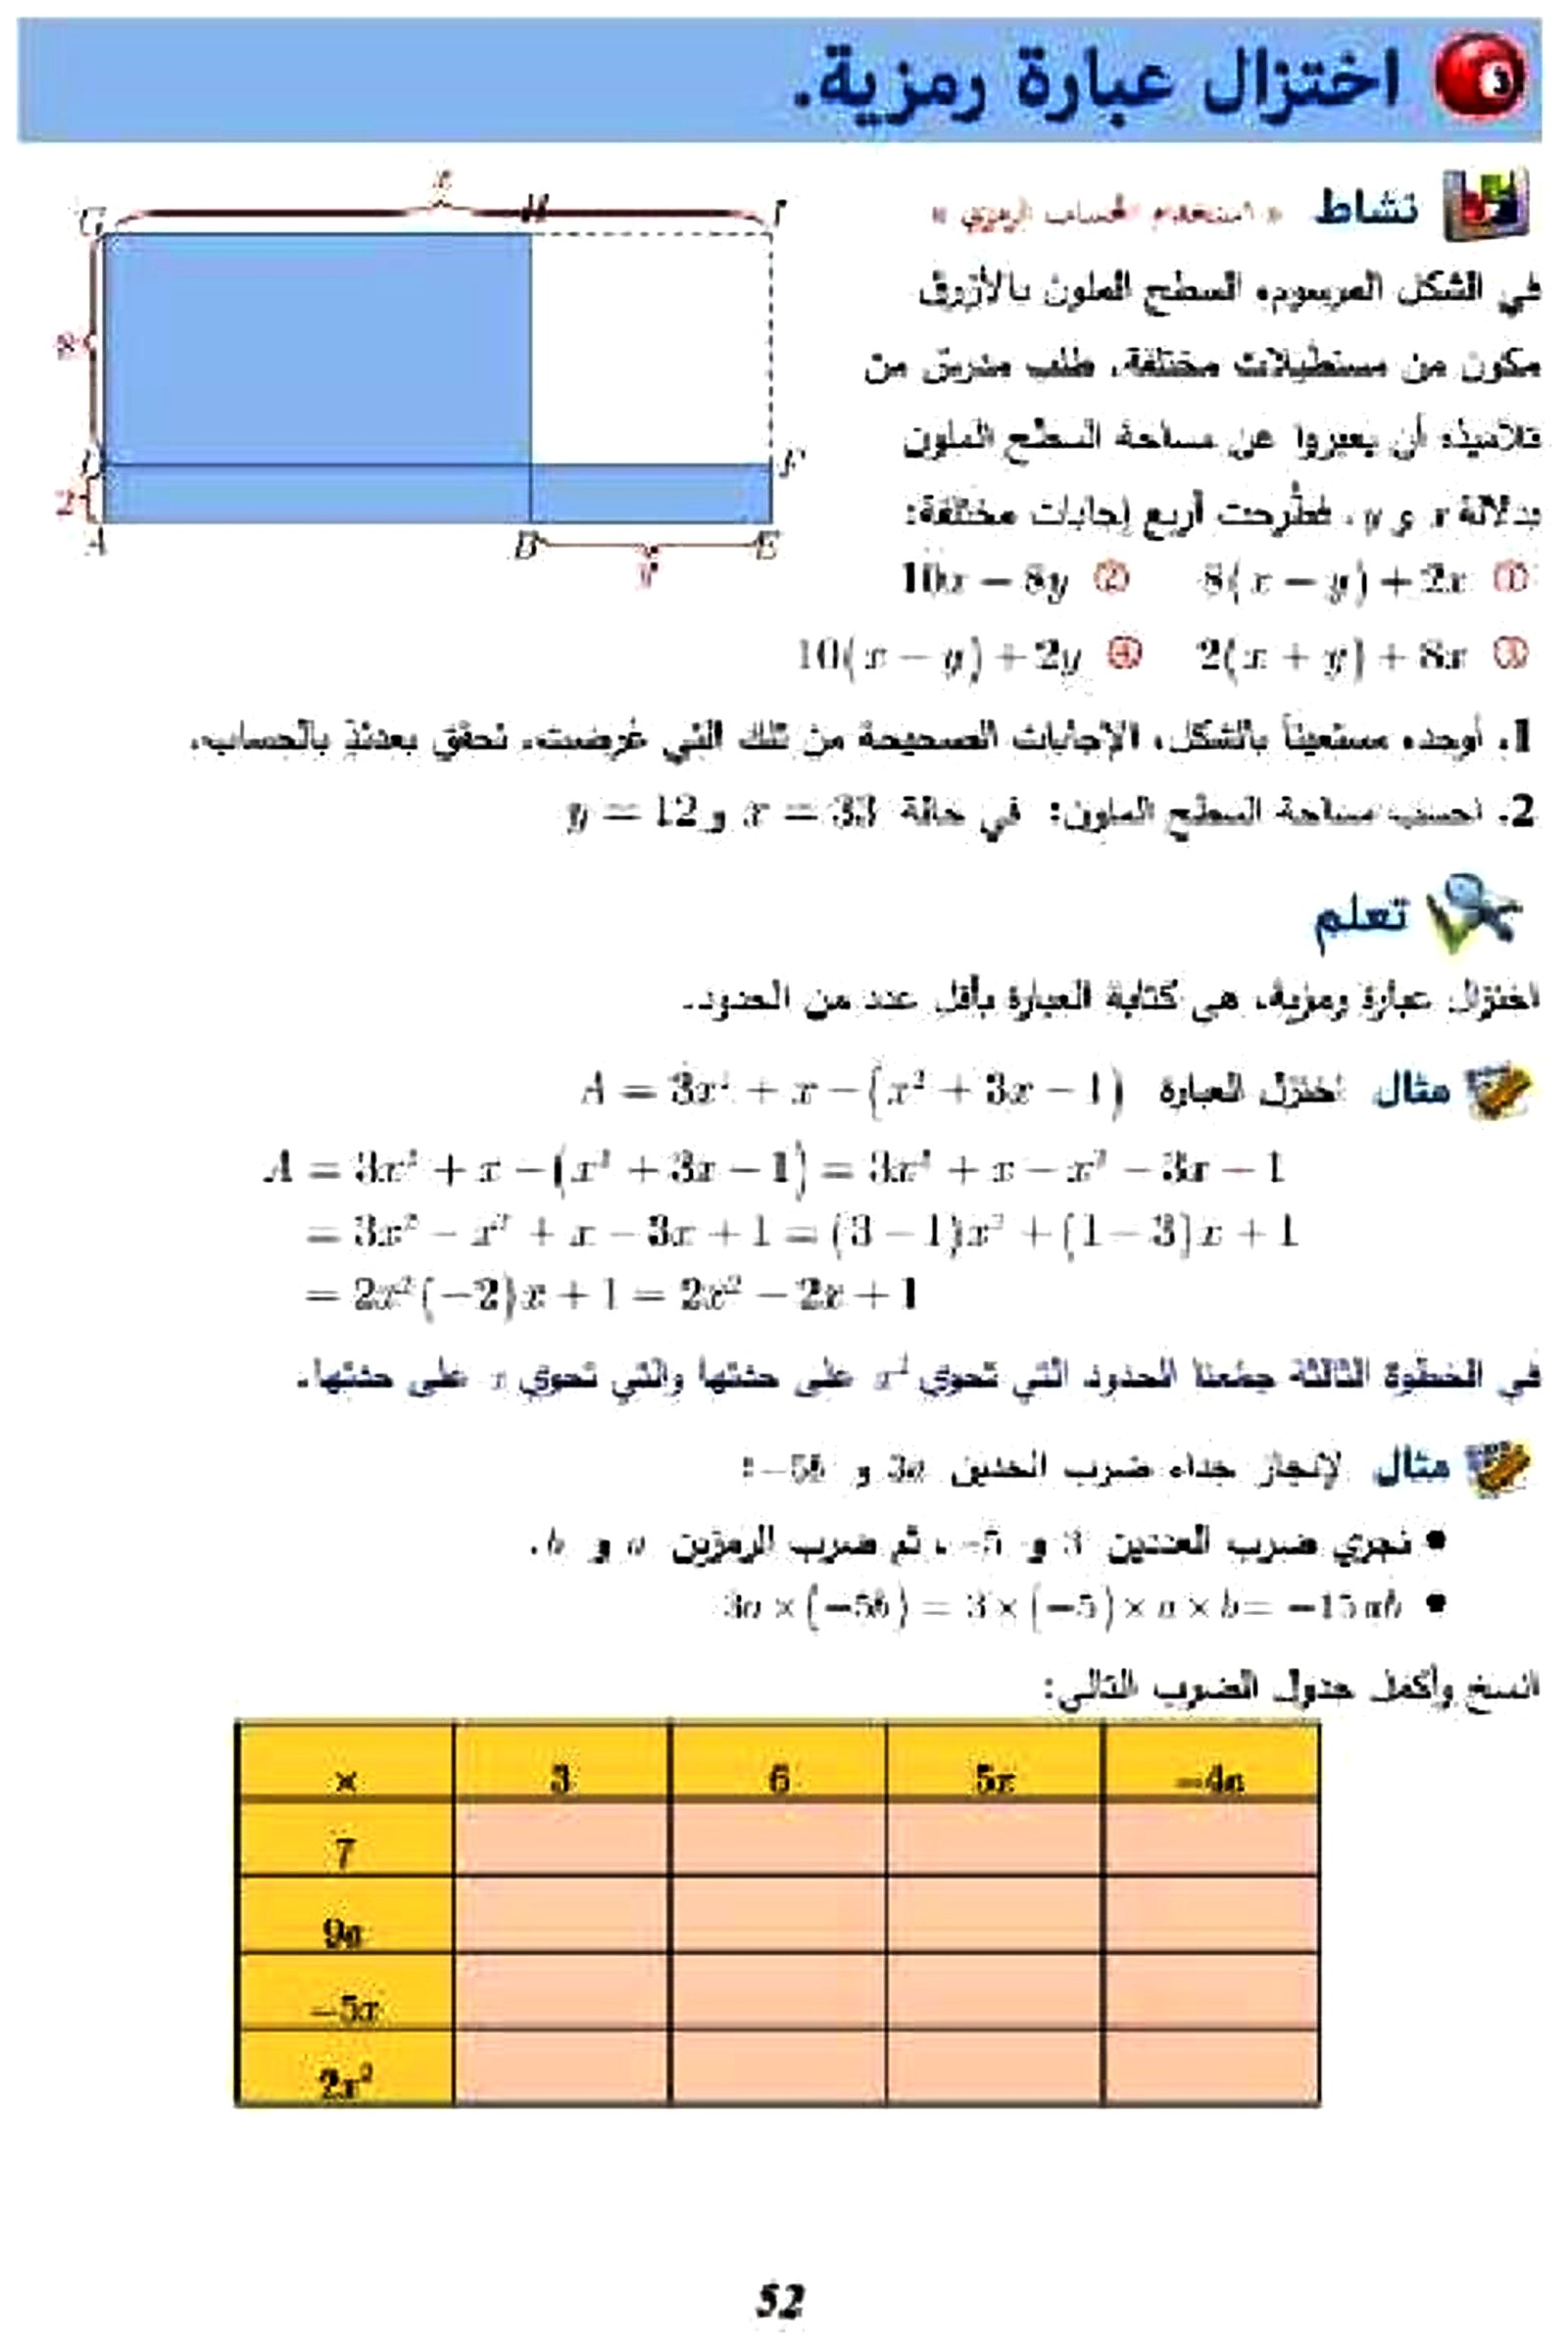 3 اختزال عبارة رمزية.
نشاط « استخدام الحساب الرمزي »
في الشكل المرسوم، السطح الملون بالأزرق
مكون من مستطيلات مختلفة، طلب مدرس من
تلاميذه أن يعبروا عن مساحة السطح الملون
بدلالة x و y، فطُرحت أربع إجابات مختلفة:
① 8(x − y) + 2x ② 10x − 8y
③ 2(x + y) + 8x ④ 10(x − y) + 2y
x
G H I
8
F
2
A B E
y
1. أوجد، مستعيناً بالشكل، الإجابات الصحيحة من تلك التي عُرضت، تحقق بعدئذٍ بالحساب.
2. احسب مساحة السطح الملون: في حالة x = 33 و y = 12
تعلم
اختزال عبارة رمزية، هي كتابة العبارة بأقل عدد من الحدود.
مثال اختزل العبارة A = 3x² + x − (x² + 3x − 1)
A = 3x² + x − (x² + 3x − 1) = 3x² + x − x² − 3x − 1
= 3x² − x² + x − 3x + 1 = (3 − 1)x² + (1 − 3)x + 1
= 2x²(−2)x + 1 = 2x² − 2x + 1
في الخطوة الثالثة جمعنا الحدود التي تحوي x² على حدتها والتي تحوي x على حدتها.
مثال لإنجاز جداء ضرب الحدين 3a و −5b:
● نجري ضرب العددين 3 و −5، ثم ضرب الرمزين a و b.
● 3a × (−5b) = 3 × (−5) × a × b = −15ab
انسخ وأكمل جدول الضرب التالي:
× 3 6 5x −4a
7
9a
−5x
2x²
52